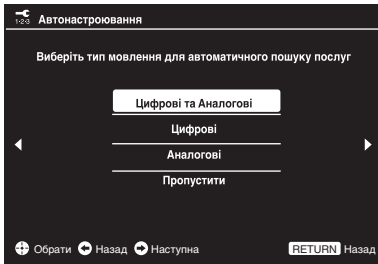 1·2·3 Автонастроювання
Виберіть тип мовлення для автоматичного пошуку послуг
Цифрові та Аналогові
Цифрові
Аналогові
Пропустити
Обрати Назад Наступна RETURN Назад